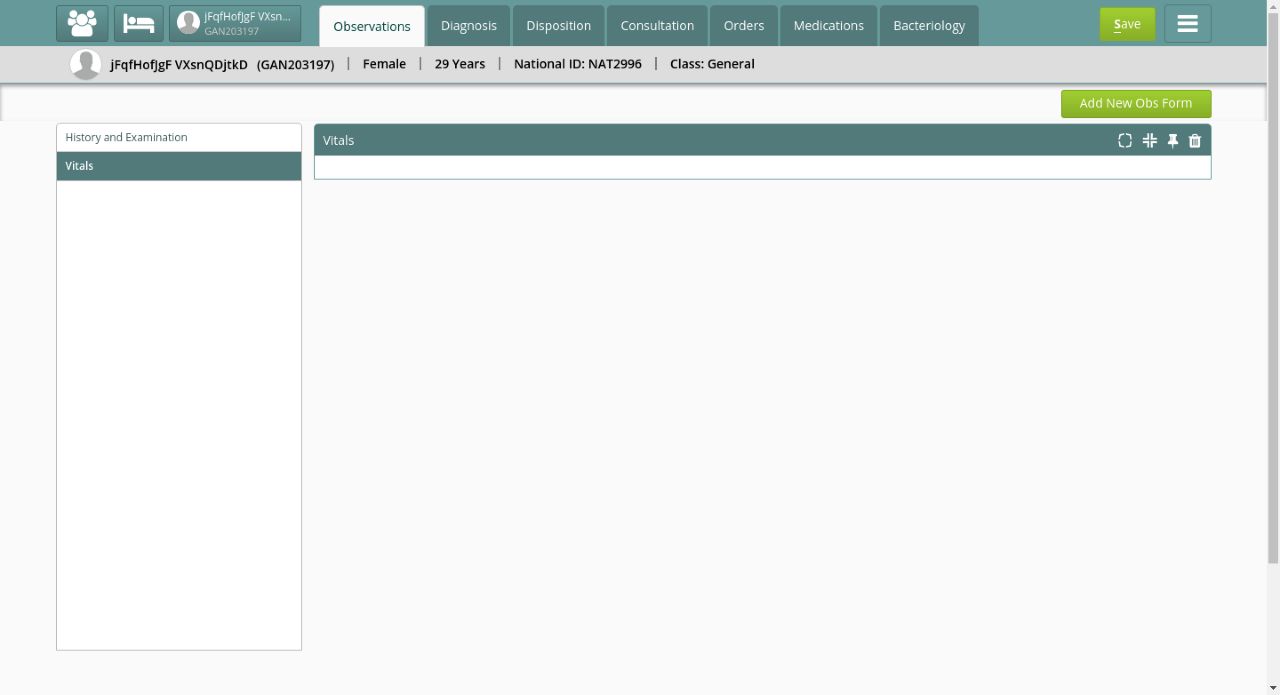 jFqfHofJgF VXsn...
GAN203197
Observations
Diagnosis
Disposition
Consultation
Orders
Medications
Bacteriology
Save
jFqfHofJgF VXsnQDjtkD (GAN203197) | Female | 29 Years | National ID: NAT2996 | Class: General
Add New Obs Form
History and Examination
Vitals
Vitals